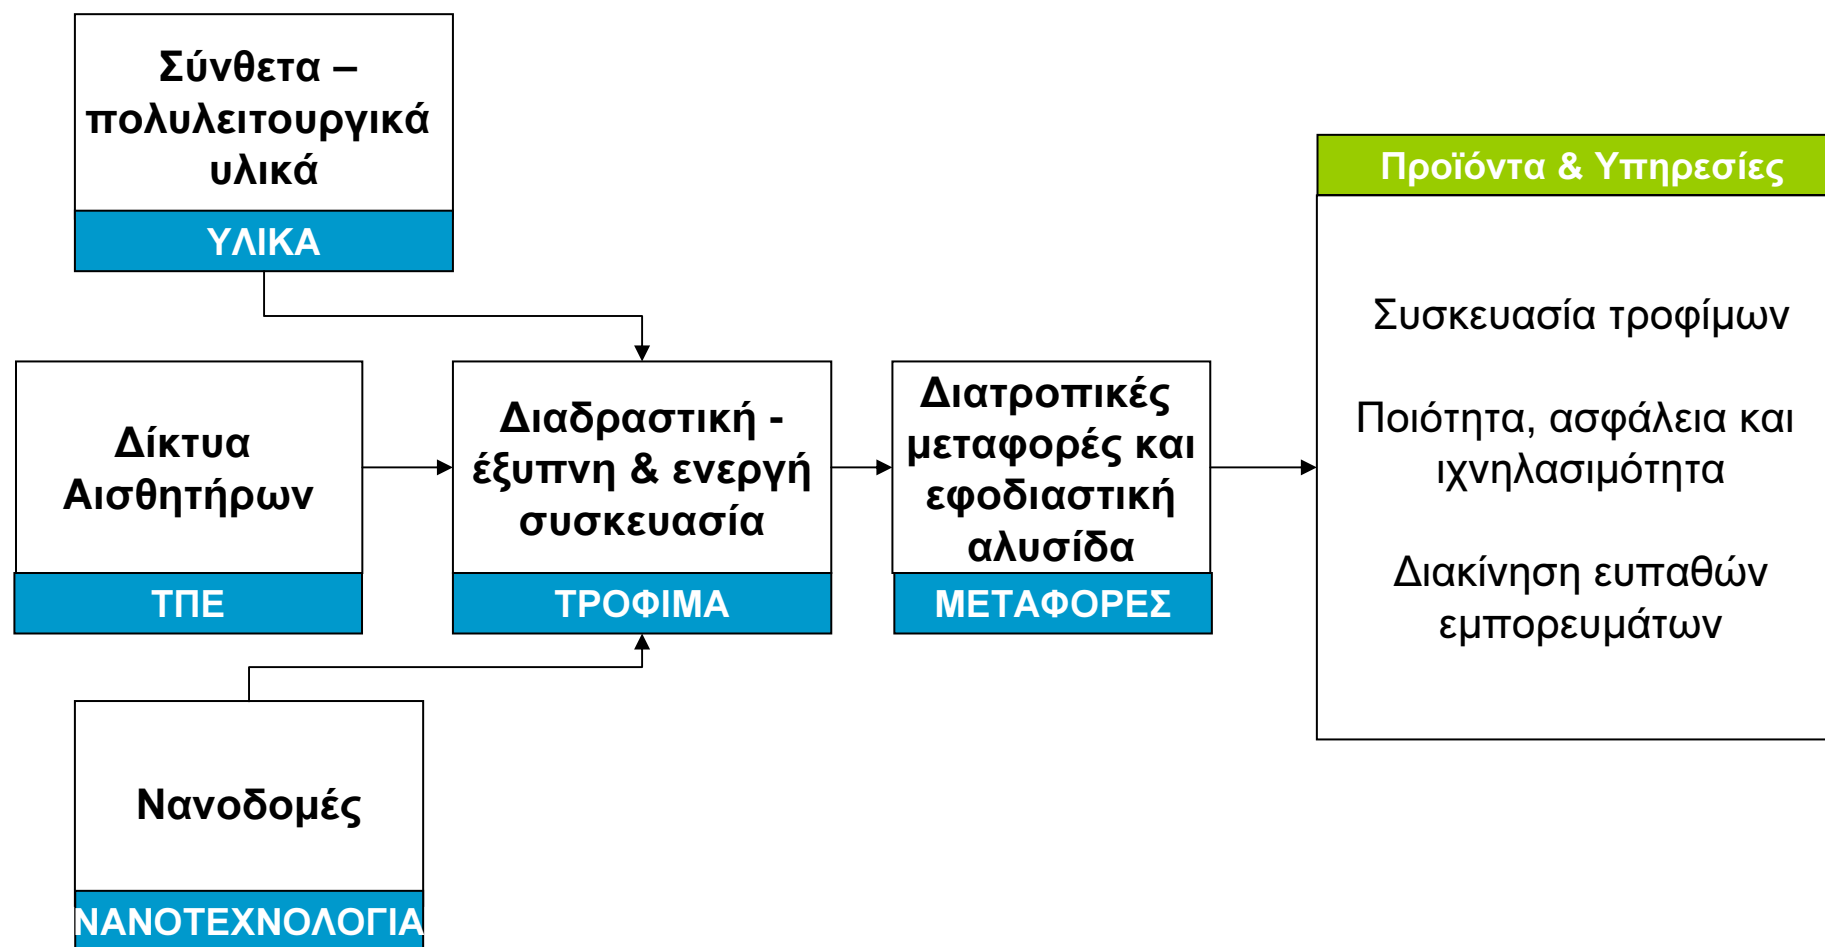 Σύνθετα –
πολυλειτουργικά
υλικά
ΥΛΙΚΑ
Δίκτυα
Αισθητήρων
ΤΠΕ
Διαδραστική -
έξυπνη & ενεργή
συσκευασία
ΤΡΟΦΙΜΑ
Διατροπικές
μεταφορές και
εφοδιαστική
αλυσίδα
ΜΕΤΑΦΟΡΕΣ
Νανοδομές
ΝΑΝΟΤΕΧΝΟΛΟΓΙΑ
Προϊόντα & Υπηρεσίες
Συσκευασία τροφίμων
Ποιότητα, ασφάλεια και
ιχνηλασιμότητα
Διακίνηση ευπαθών
εμπορευμάτων